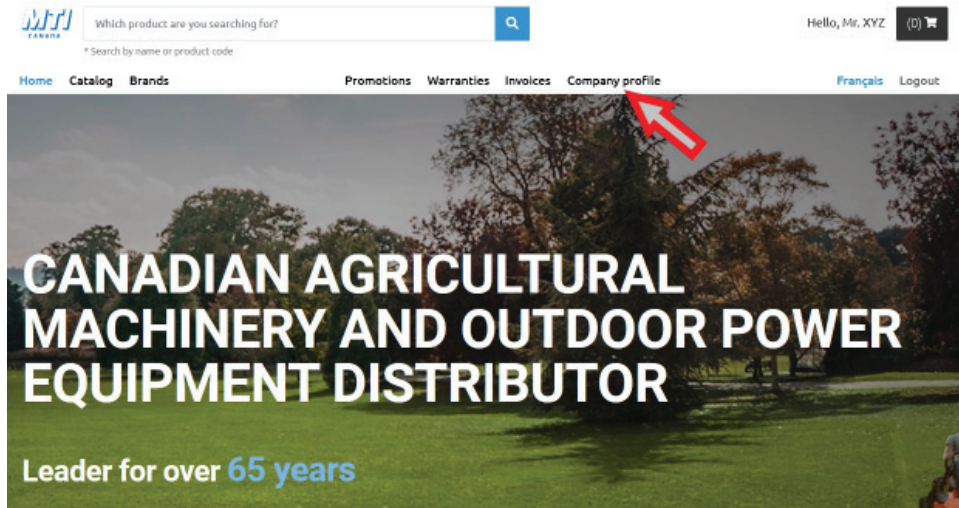 MTI
CANADA
Which product are you searching for?
Hello, Mr. XYZ
(0)
* Search by name or product code
Home Catalog Brands Promotions Warranties Invoices Company profile Français Logout
CANADIAN AGRICULTURAL
MACHINERY AND OUTDOOR POWER
EQUIPMENT DISTRIBUTOR
Leader for over 65 years